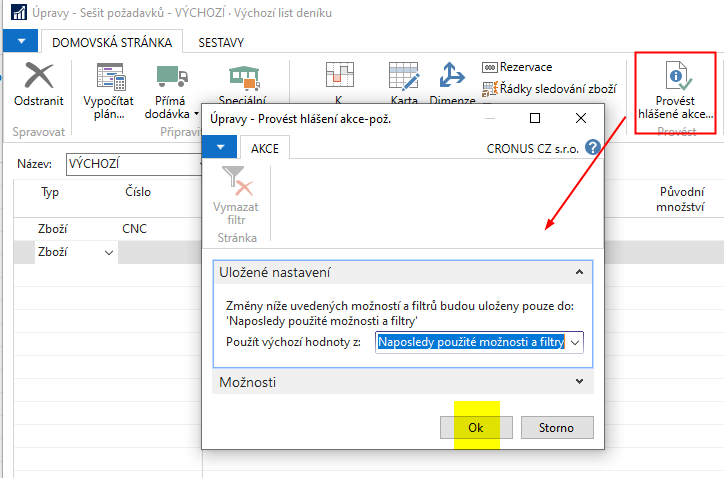 Úpravy - Sešit požadavků - VÝCHOZÍ · Výchozí list deníku
DOMOVSKÁ STRÁNKA
SESTAVY
Odstranit
Spravovat
Vypočítat
plán...
Přímá
dodávka
Speciální
Připravit
K
Karta
Dimenze
Rezervace
Řádky sledování zboží
Provést
hlášené akce...
Provést
Název:
VÝCHOZÍ
Typ
Číslo
Původní
množství
Zboží
CNC
Zboží
Úpravy - Provést hlášení akce-pož.
AKCE
CRONUS CZ s.r.o.
Vymazat
filtr
Stránka
Uložené nastavení
Změny níže uvedených možností a filtrů budou uloženy pouze do:
'Naposledy použité možnosti a filtry'
Použít výchozí hodnoty z:
Naposledy použité možnosti a filtry
Možnosti
Ok
Storno